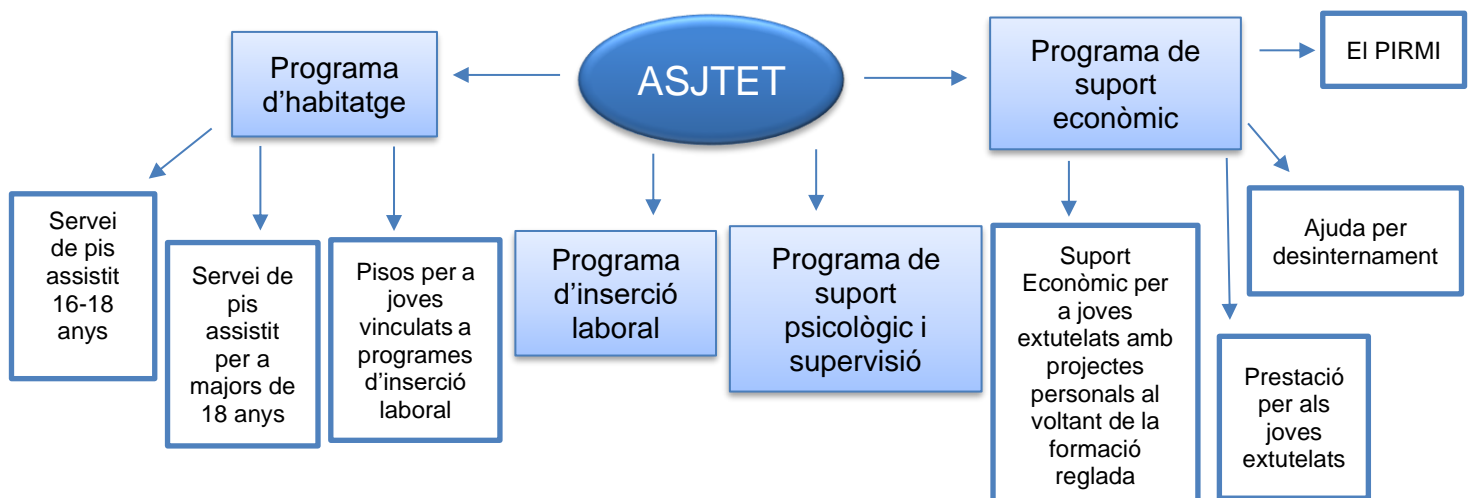 ASJTET
Programa
d’habitatge
Programa de
suport
econòmic
El PIRMI
Servei
de pis
assistit
16-18
anys
Servei de
pis
assistit
per a
majors de
18 anys
Pisos per a
joves
vinculats a
programes
d’inserció
laboral
Programa
d’inserció
laboral
Programa de
suport
psicològic i
supervisió
Suport
Econòmic per
a joves
extutelats amb
projectes
personals al
voltant de la
formació
reglada
Ajuda per
desinternament
Prestació
per als
joves
extutelats